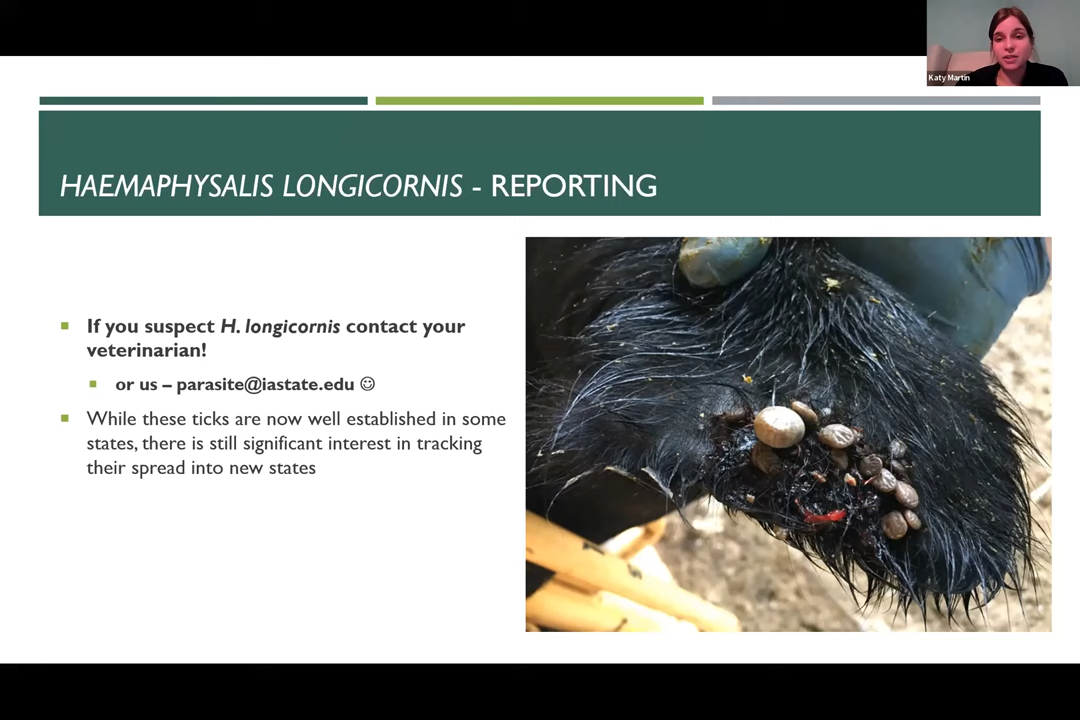 Katy Martin
HAEMAPHYSALIS LONGICORNIS - REPORTING
If you suspect H. longicornis contact your
veterinarian!
or us – parasite@iastate.edu ☺
While these ticks are now well established in some
states, there is still significant interest in tracking
their spread into new states